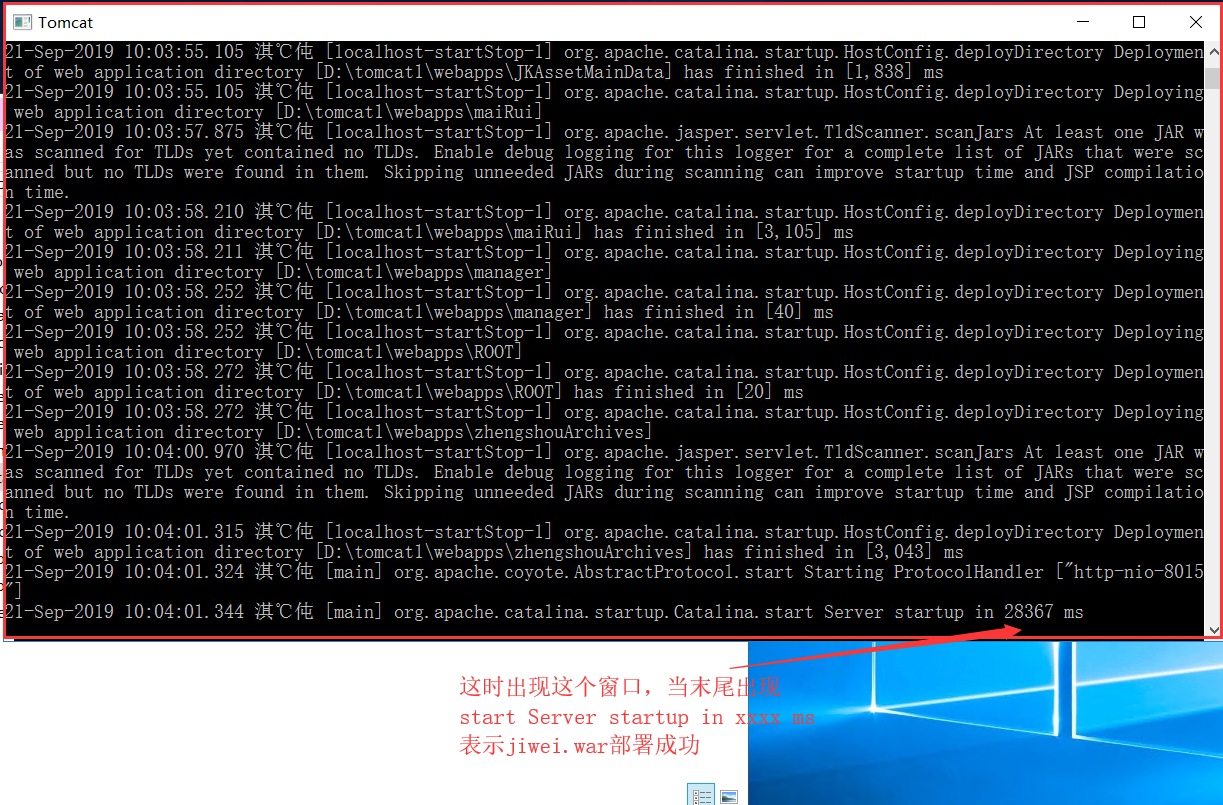 Tomcat
21-Sep-2019 10:03:55.105 淇℃伅 [localhost-startStop-1] org.apache.catalina.startup.HostConfig.deployDirectory Deploymen
t of web application directory [D:\tomcat1\webapps\JKAssetMainData] has finished in [1,838] ms
21-Sep-2019 10:03:55.105 淇℃伅 [localhost-startStop-1] org.apache.catalina.startup.HostConfig.deployDirectory Deploying
web application directory [D:\tomcat1\webapps\maiRui]
21-Sep-2019 10:03:57.875 淇℃伅 [localhost-startStop-1] org.apache.jasper.servlet.TldScanner.scanJars At least one JAR w
as scanned for TLDs yet contained no TLDs. Enable debug logging for this logger for a complete list of JARs that were sc
anned but no TLDs were found in them. Skipping unneeded JARs during scanning can improve startup time and JSP compilatio
n time.
21-Sep-2019 10:03:58.210 淇℃伅 [localhost-startStop-1] org.apache.catalina.startup.HostConfig.deployDirectory Deploymen
t of web application directory [D:\tomcat1\webapps\maiRui] has finished in [3,105] ms
21-Sep-2019 10:03:58.211 淇℃伅 [localhost-startStop-1] org.apache.catalina.startup.HostConfig.deployDirectory Deploying
web application directory [D:\tomcat1\webapps\manager]
21-Sep-2019 10:03:58.252 淇℃伅 [localhost-startStop-1] org.apache.catalina.startup.HostConfig.deployDirectory Deploymen
t of web application directory [D:\tomcat1\webapps\manager] has finished in [40] ms
21-Sep-2019 10:03:58.252 淇℃伅 [localhost-startStop-1] org.apache.catalina.startup.HostConfig.deployDirectory Deploying
web application directory [D:\tomcat1\webapps\ROOT]
21-Sep-2019 10:03:58.272 淇℃伅 [localhost-startStop-1] org.apache.catalina.startup.HostConfig.deployDirectory Deploymen
t of web application directory [D:\tomcat1\webapps\ROOT] has finished in [20] ms
21-Sep-2019 10:03:58.272 淇℃伅 [localhost-startStop-1] org.apache.catalina.startup.HostConfig.deployDirectory Deploying
web application directory [D:\tomcat1\webapps\zhengshouArchives]
21-Sep-2019 10:04:00.970 淇℃伅 [localhost-startStop-1] org.apache.jasper.servlet.TldScanner.scanJars At least one JAR w
as scanned for TLDs yet contained no TLDs. Enable debug logging for this logger for a complete list of JARs that were sc
anned but no TLDs were found in them. Skipping unneeded JARs during scanning can improve startup time and JSP compilatio
n time.
21-Sep-2019 10:04:01.315 淇℃伅 [localhost-startStop-1] org.apache.catalina.startup.HostConfig.deployDirectory Deploymen
t of web application directory [D:\tomcat1\webapps\zhengshouArchives] has finished in [3,043] ms
21-Sep-2019 10:04:01.324 淇℃伅 [main] org.apache.coyote.AbstractProtocol.start Starting ProtocolHandler ["http-nio-8015
"]
21-Sep-2019 10:04:01.344 淇℃伅 [main] org.apache.catalina.startup.Catalina.start Server startup in 28367 ms
这时出现这个窗口，当末尾出现
start Server startup in xxxx ms
表示jiwei.war部署成功